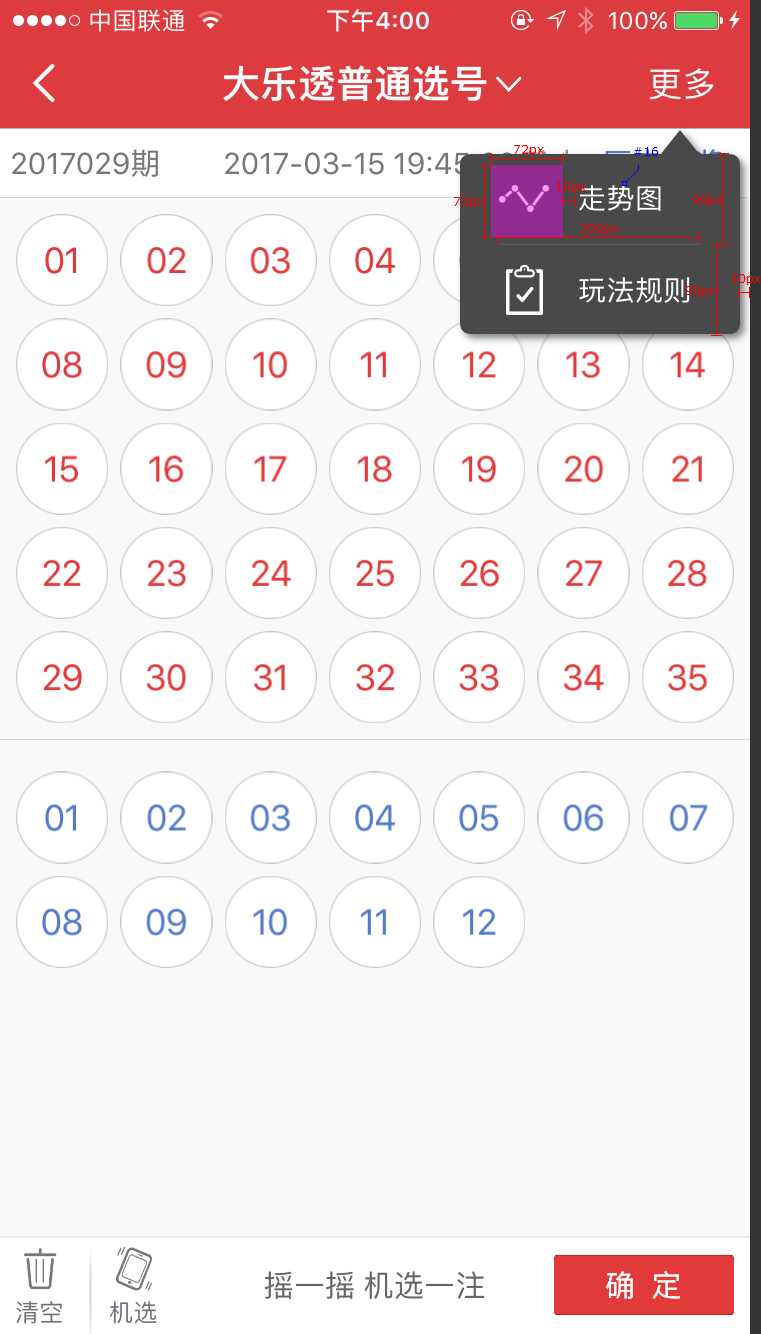 中国联通 下午4:00 100%
大乐透普通选号 更多
2017029期 2017-03-15 19:45
72px #16
走势图
280px
玩法规则
10px
01 02 03 04
08 09 10 11 12 13 14
15 16 17 18 19 20 21
22 23 24 25 26 27 28
29 30 31 32 33 34 35
01 02 03 04 05 06 07
08 09 10 11 12
清空 机选 摇一摇 机选一注 确 定